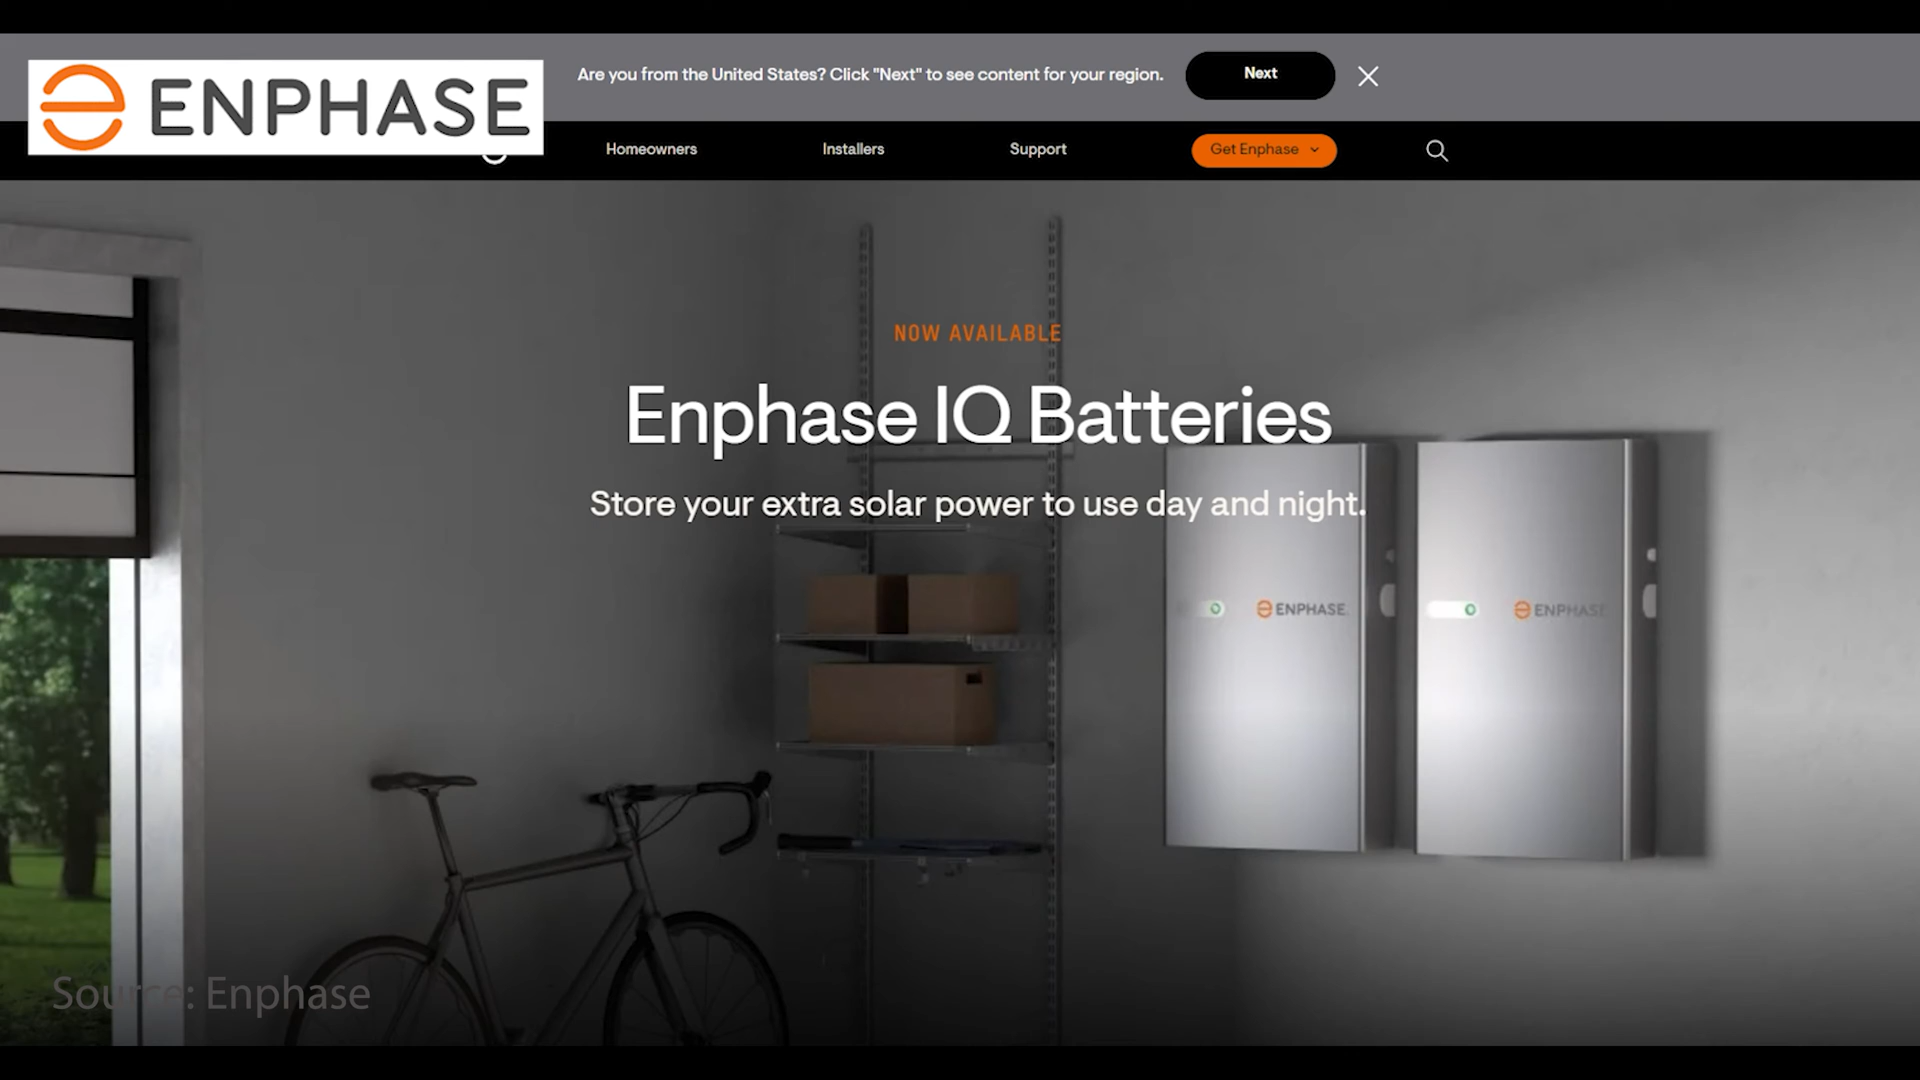 ENPHASE
Are you from the United States? Click "Next" to see content for your region.
Next
Homeowners
Installers
Support
Get Enphase
NOW AVAILABLE
Enphase IQ Batteries
Store your extra solar power to use day and night.
ENPHASE
ENPHASE
Source: Enphase